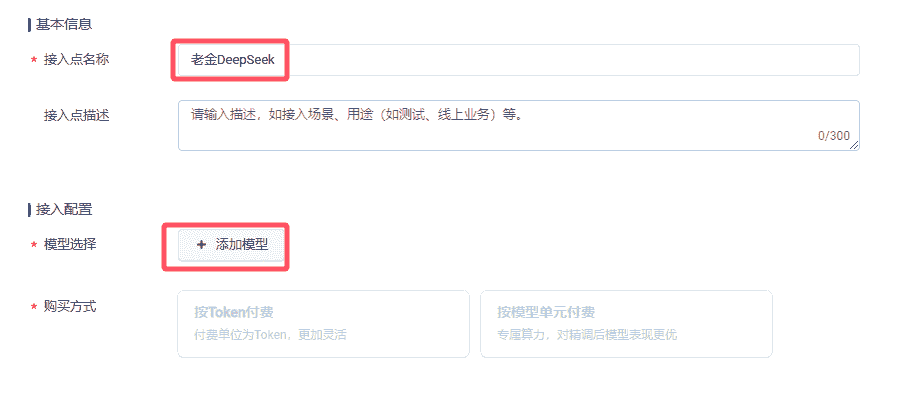 基本信息
* 接入点名称 老金DeepSeek
接入点描述 请输入描述，如接入场景、用途（如测试、线上业务）等。
0/300
接入配置
* 模型选择 + 添加模型
* 购买方式 按Token付费 按模型单元付费
付费单位为Token，更加灵活 专属算力，对精调后模型表现更优